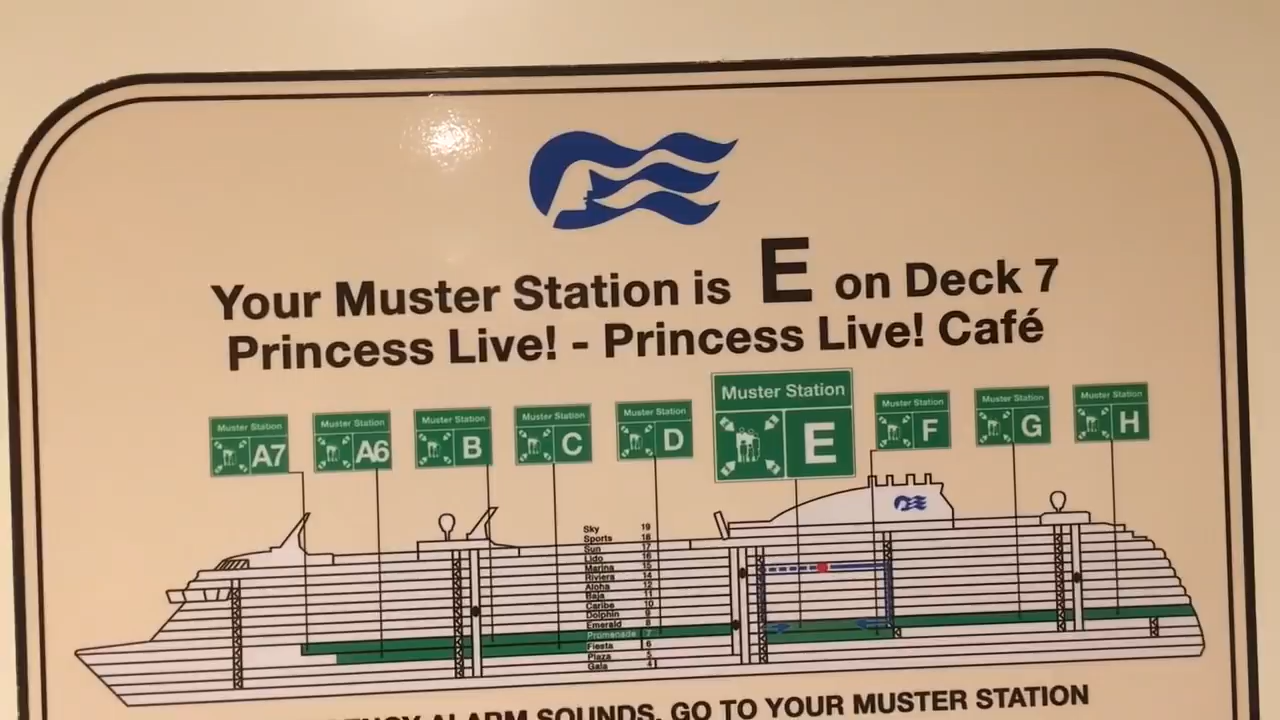 Your Muster Station is E on Deck 7
Princess Live! - Princess Live! Café
Muster Station A7
Muster Station A6
Muster Station B
Muster Station C
Muster Station D
Muster Station E
Muster Station F
Muster Station G
Muster Station H
Sky 19
Sports 18
Sun 17
Lido 16
Marina 15
Riviera 14
Aloha 12
Baja 11
Caribe 10
Dolphin 9
Emerald 8
Promenade 7
Fiesta 6
Plaza 5
Gala 4
ALARM SOUNDS, GO TO YOUR MUSTER STATION